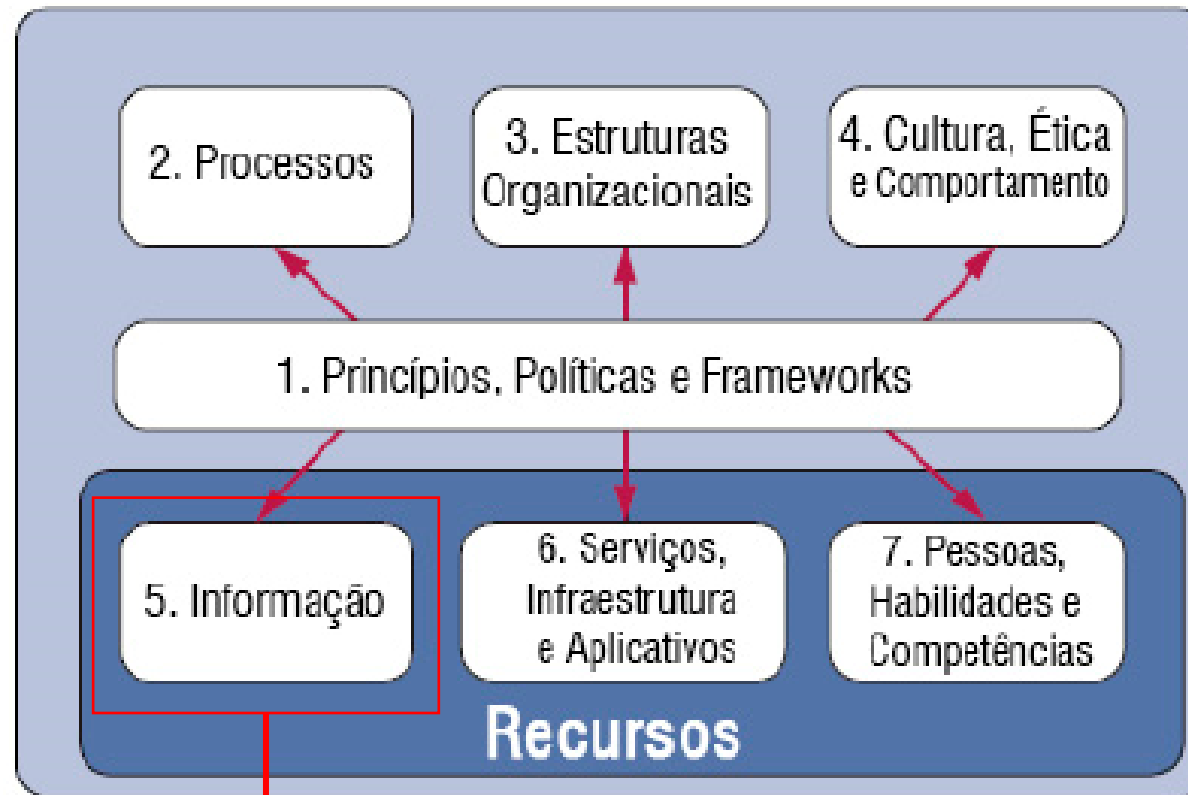 2. Processos
3. Estruturas
Organizacionais
4. Cultura, Ética
e Comportamento
1. Princípios, Políticas e Frameworks
5. Informação
6. Serviços,
Infraestrutura
e Aplicativos
7. Pessoas,
Habilidades e
Competências
Recursos